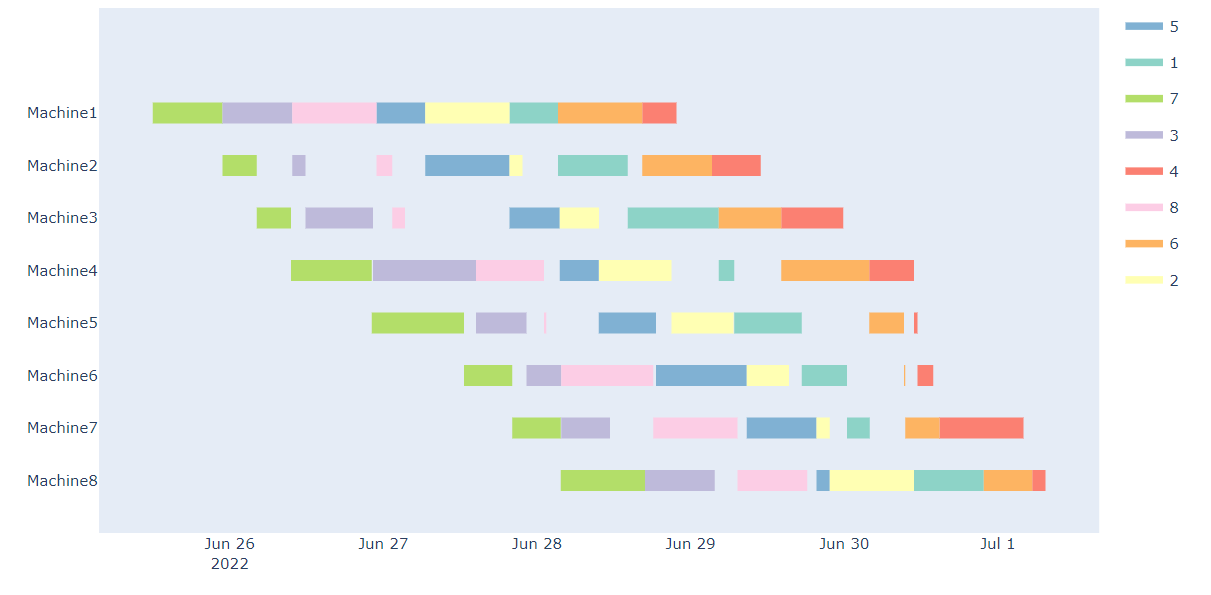 Machine1
Machine2
Machine3
Machine4
Machine5
Machine6
Machine7
Machine8
Jun 26
2022
Jun 27
Jun 28
Jun 29
Jun 30
Jul 1
5
1
7
3
4
8
6
2